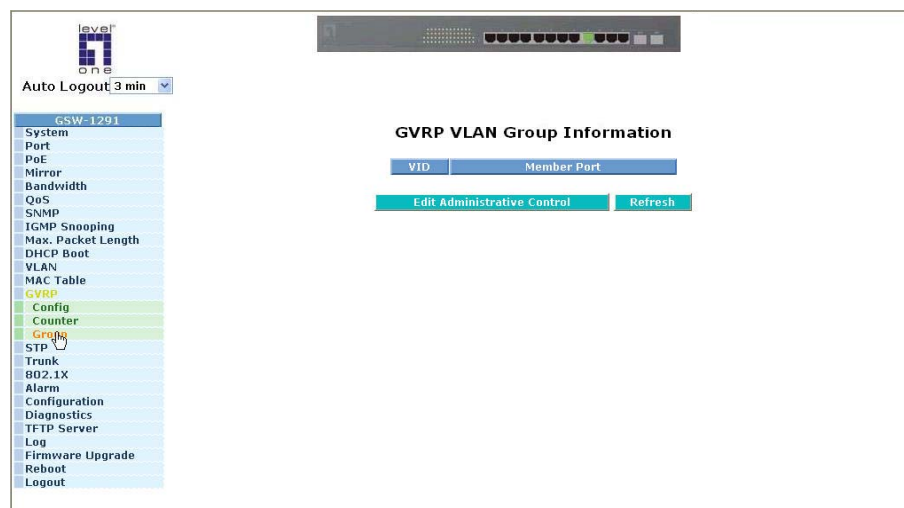 level
one
Auto Logout 3 min
GSW-1291
System
Port
PoE
Mirror
Bandwidth
QoS
SNMP
IGMP Snooping
Max. Packet Length
DHCP Boot
VLAN
MAC Table
GVRP
Config
Counter
Group
STP
Trunk
802.1X
Alarm
Configuration
Diagnostics
TFTP Server
Log
Firmware Upgrade
Reboot
Logout
GVRP VLAN Group Information
VID Member Port
Edit Administrative Control Refresh